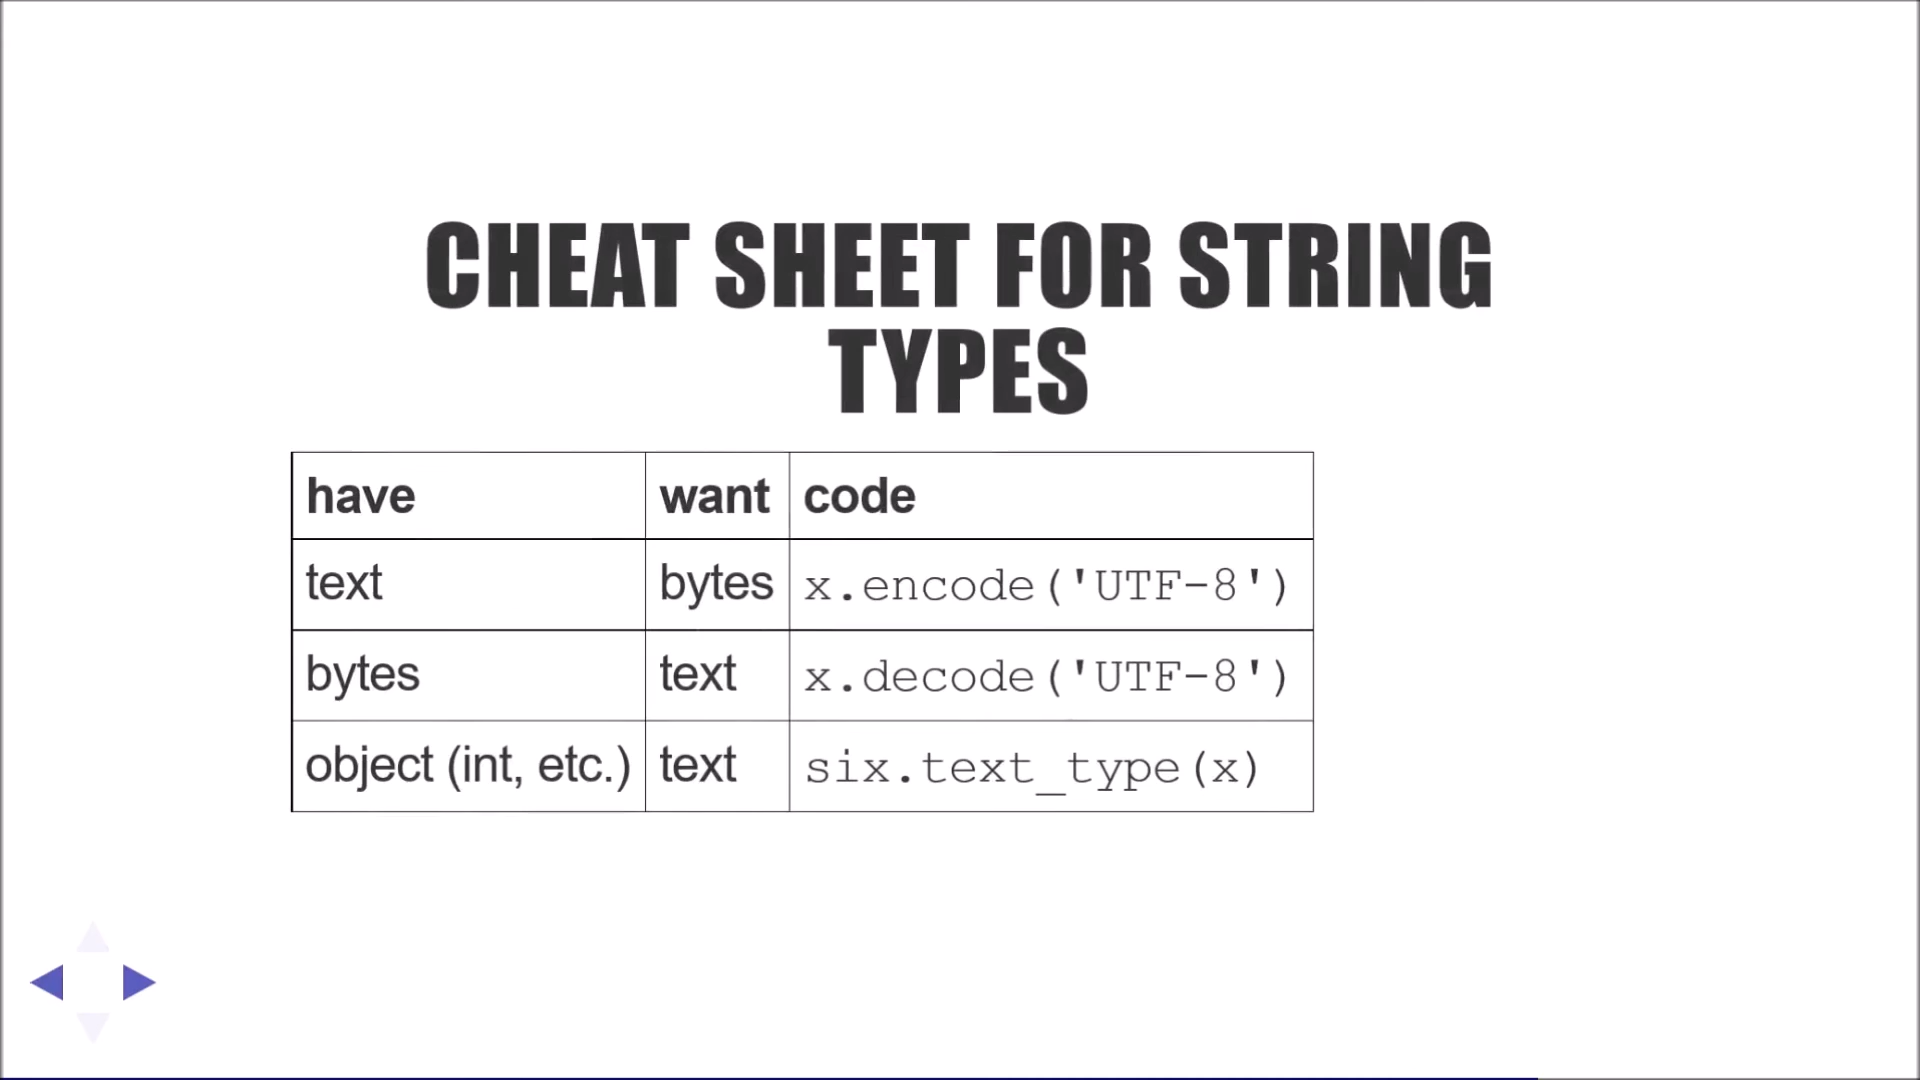 CHEAT SHEET FOR STRING
TYPES
have want code
text bytes x.encode('UTF-8')
bytes text x.decode('UTF-8')
object (int, etc.) text six.text_type(x)